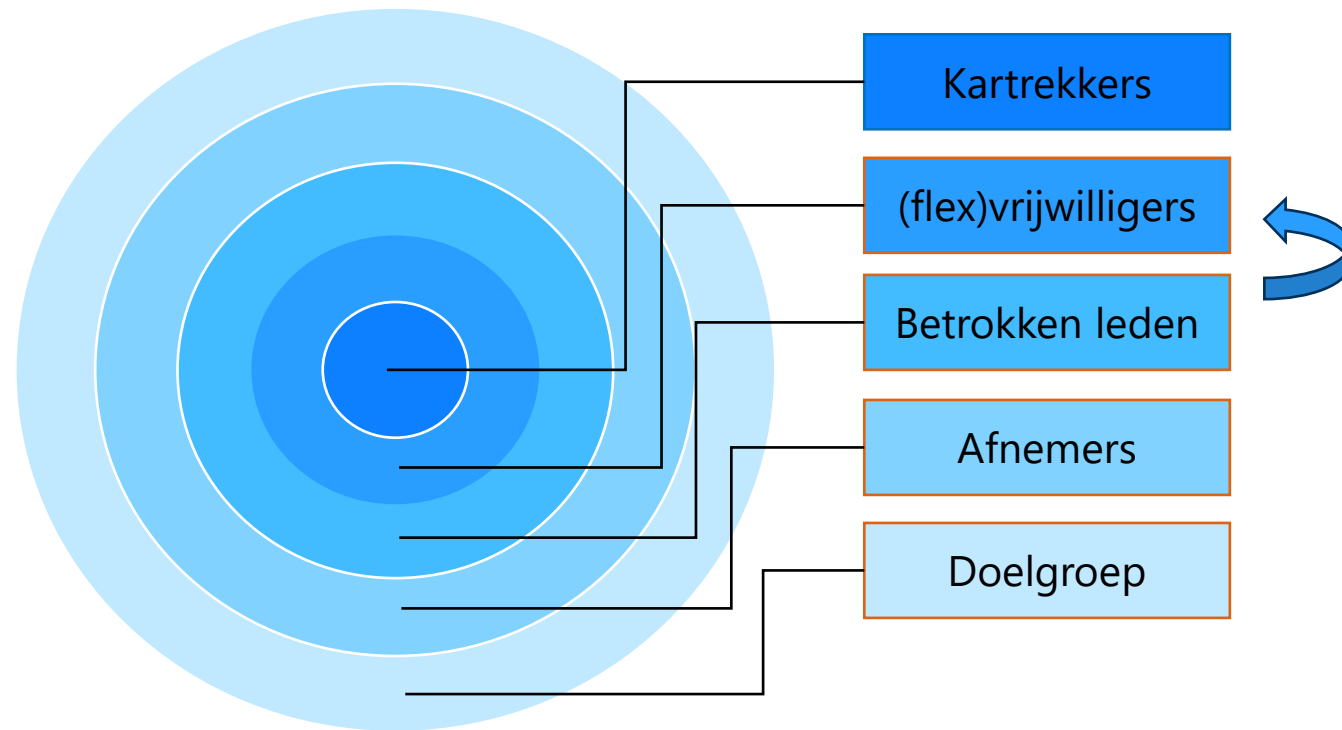 Kartrekkers
(flex)vrijwilligers
Betrokken leden
Afnemers
Doelgroep